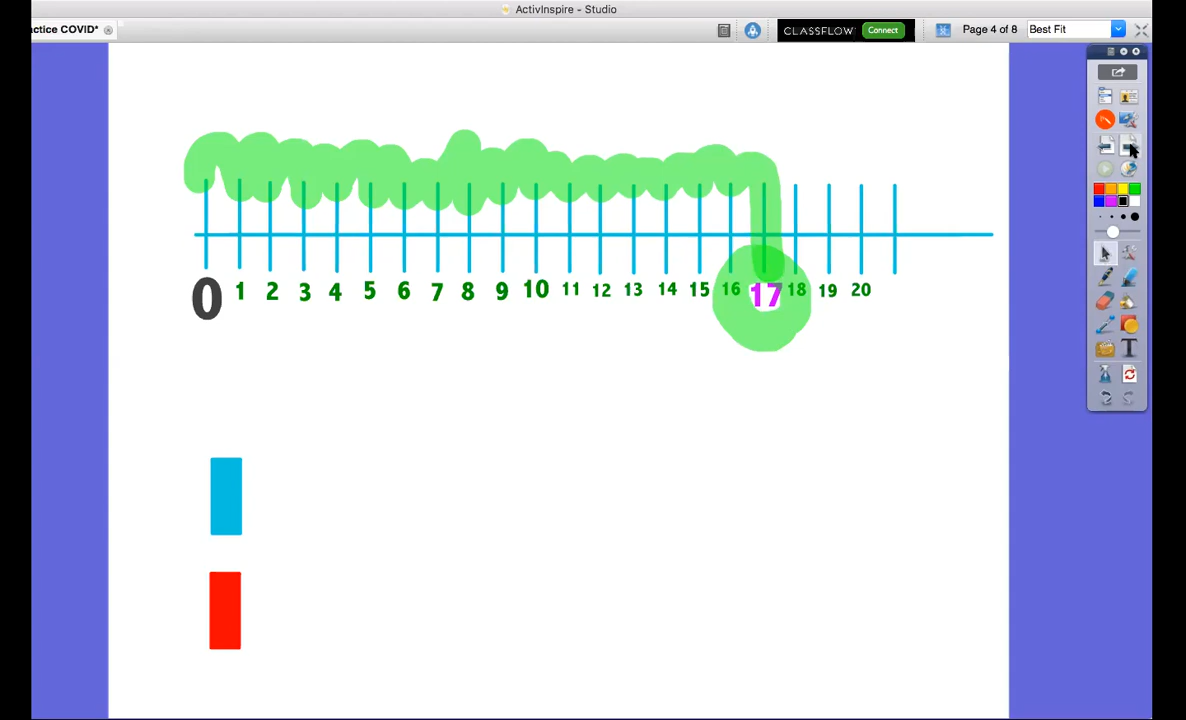 ActivInspire - Studio
actice COVID*
CLASSFLOW Connect
Page 4 of 8
Best Fit
0 1 2 3 4 5 6 7 8 9 10 11 12 13 14 15 16 17 18 19 20
T